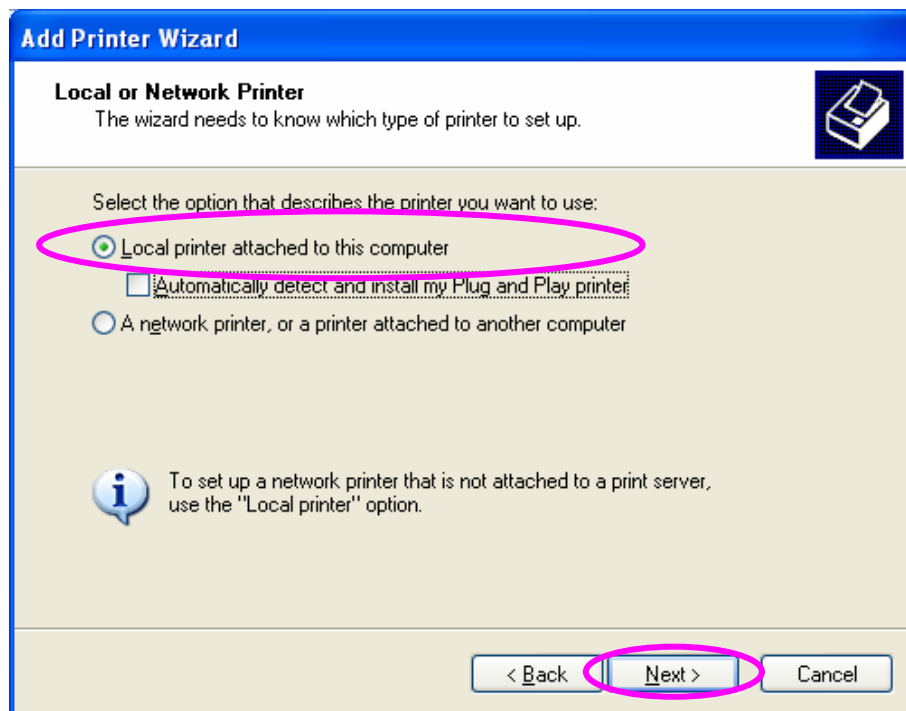 Add Printer Wizard
Local or Network Printer
The wizard needs to know which type of printer to set up.
Select the option that describes the printer you want to use:
Local printer attached to this computer
Automatically detect and install my Plug and Play printer
A network printer, or a printer attached to another computer
To set up a network printer that is not attached to a print server,
use the "Local printer" option.
< Back Next > Cancel